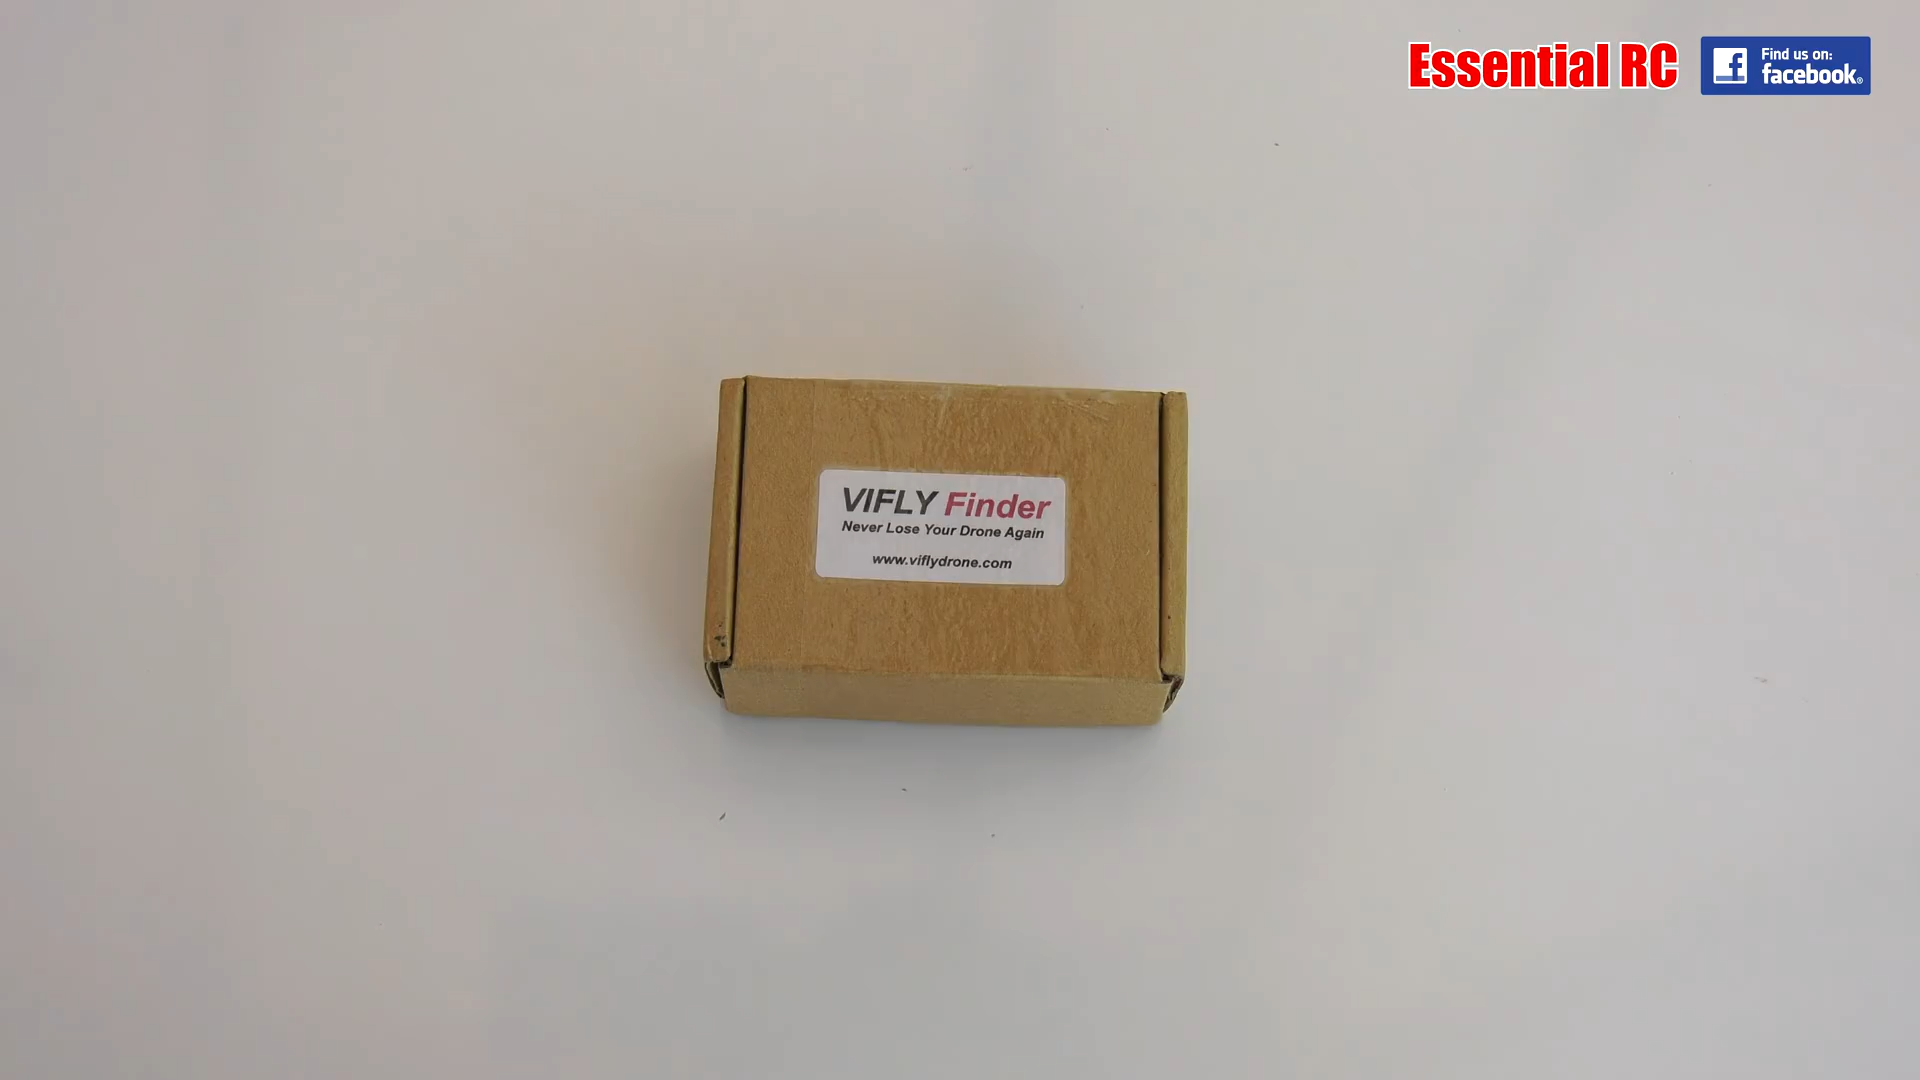 Essential RC
Find us on:
facebook®
VIFLY Finder
Never Lose Your Drone Again
www.viflydrone.com